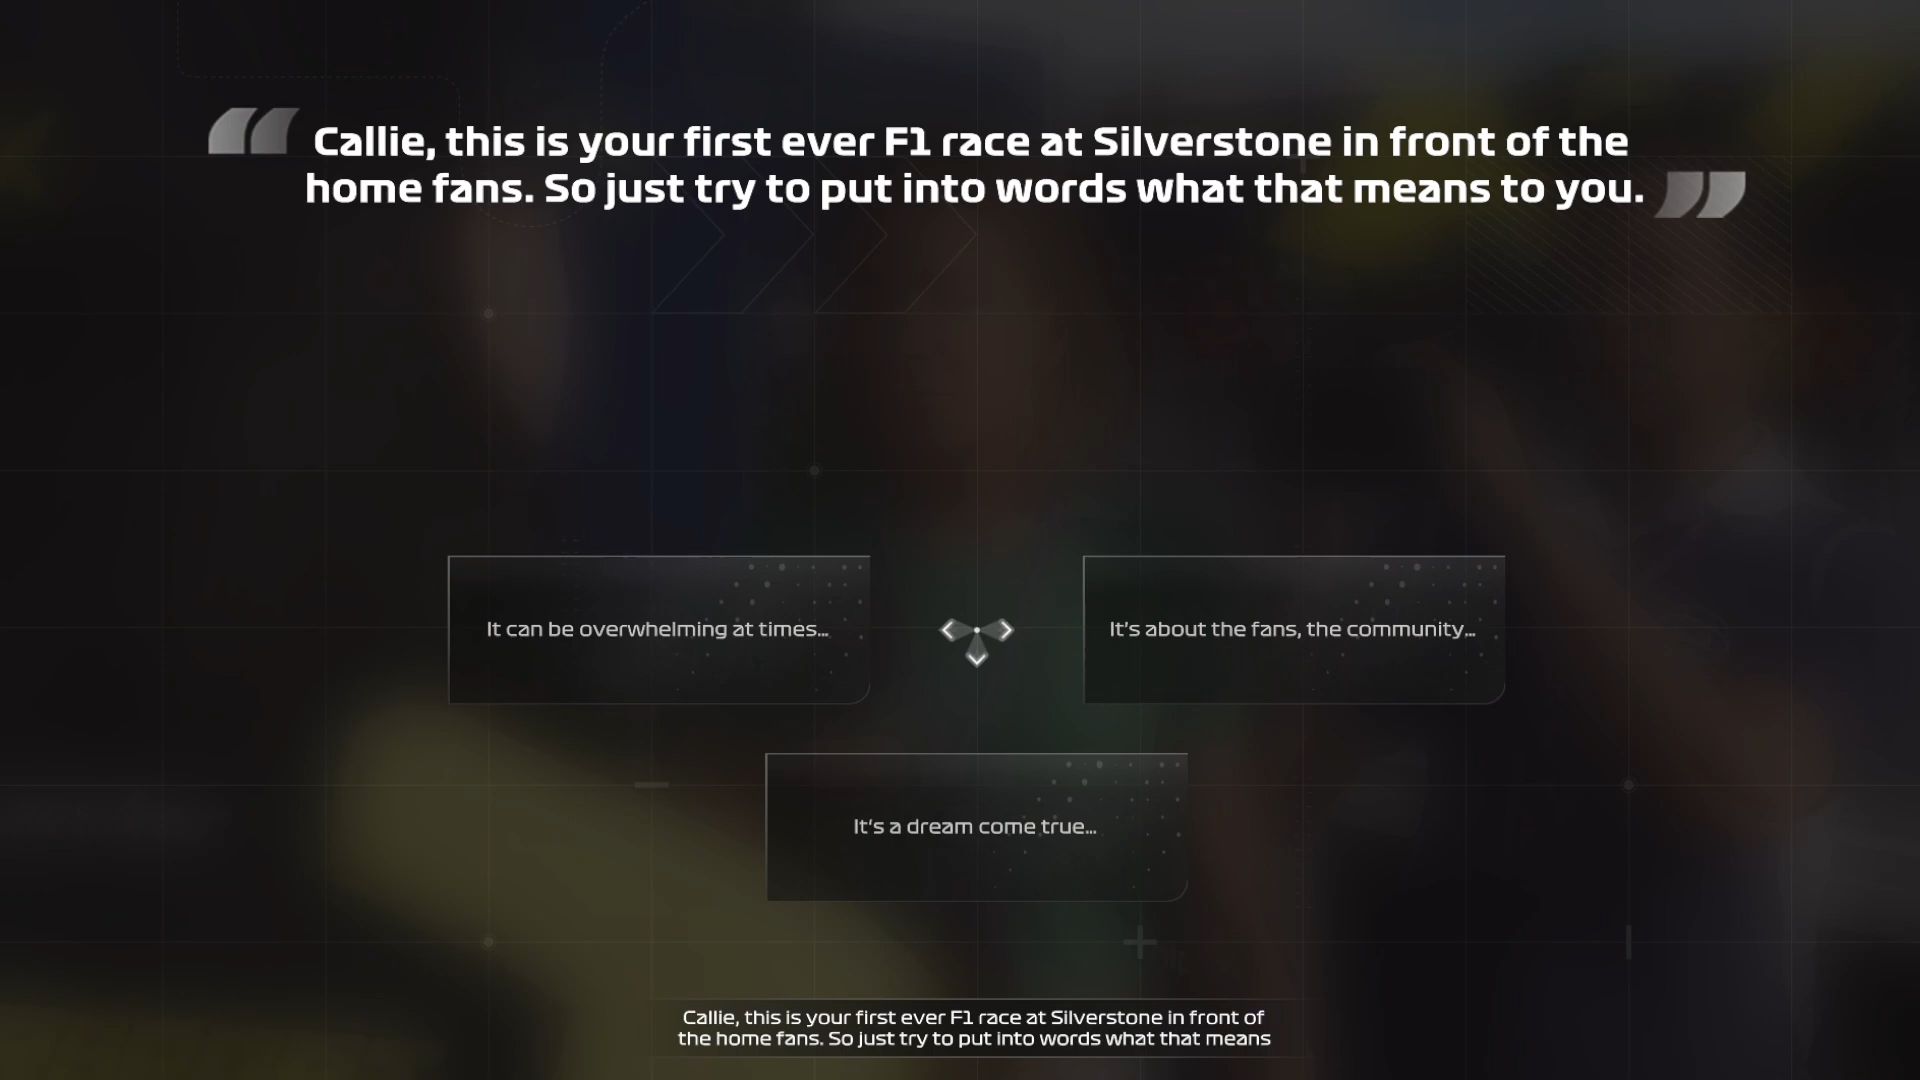 Callie, this is your first ever F1 race at Silverstone in front of the
home fans. So just try to put into words what that means to you.
It can be overwhelming at times...
It's about the fans, the community...
It's a dream come true...
Callie, this is your first ever F1 race at Silverstone in front of
the home fans. So just try to put into words what that means